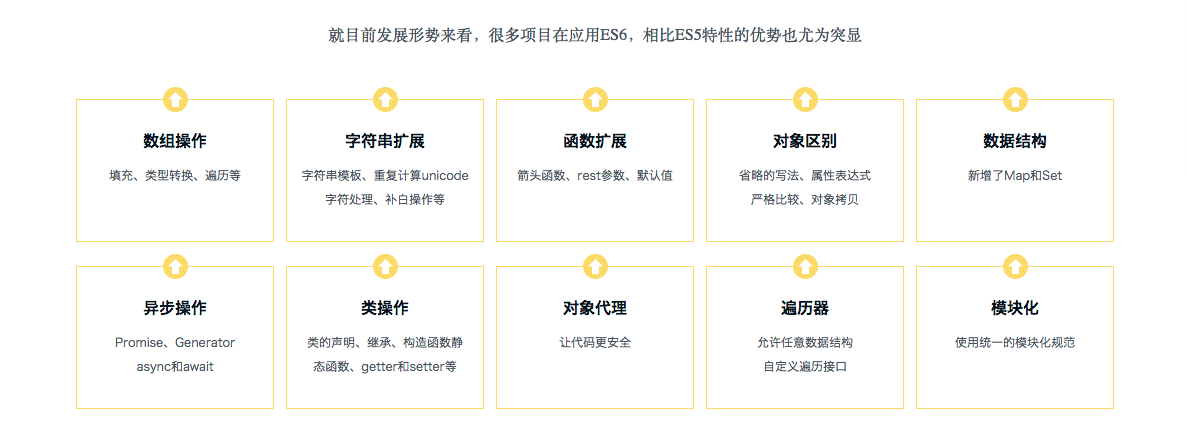 就目前发展形势来看，很多项目在应用ES6，相比ES5特性的优势也尤为突显
数组操作
填充、类型转换、遍历等
字符串扩展
字符串模板、重复计算unicode
字符处理、补白操作等
函数扩展
箭头函数、rest参数、默认值
对象区别
省略的写法、属性表达式
严格比较、对象拷贝
数据结构
新增了Map和Set
异步操作
Promise、Generator
async和await
类操作
类的声明、继承、构造函数静
态函数、getter和setter等
对象代理
让代码更安全
遍历器
允许任意数据结构
自定义遍历接口
模块化
使用统一的模块化规范